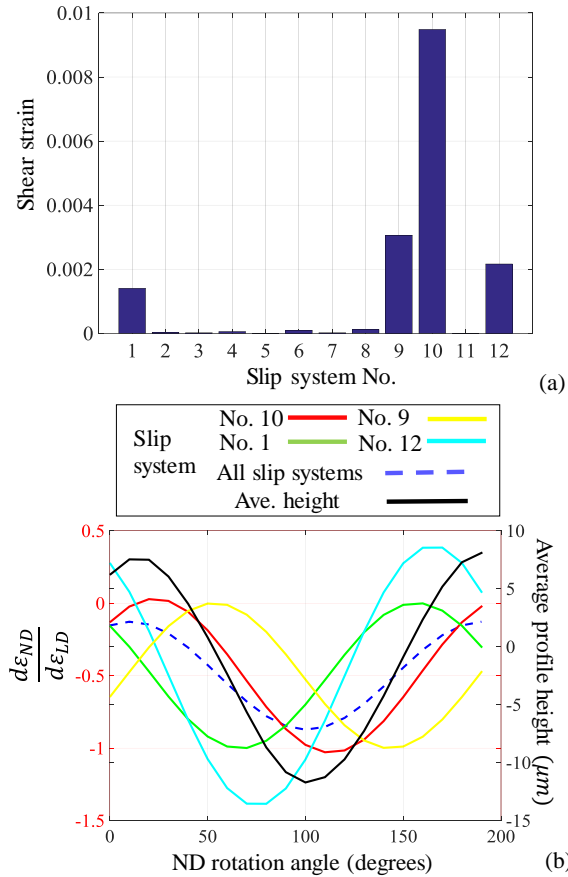 0.01
0.008
0.006
0.004
0.002
0
Shear strain
1 2 3 4 5 6 7 8 9 10 11 12
Slip system No.
(a)
Slip system
No. 10 No. 9
No. 1 No. 12
All slip systems
Ave. height
0.5
0
-0.5
-1
-1.5
dε_ND
dε_LD
10
5
0
-5
-10
-15
Average profile height (μm)
0 50 100 150 200
ND rotation angle (degrees)
(b)